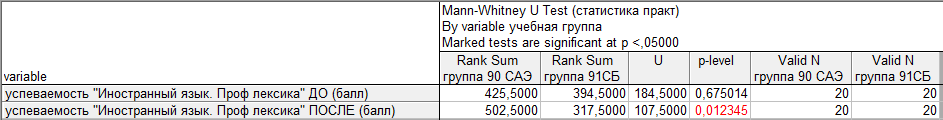 Mann-Whitney U Test (статистика практ)
By variable учебная группа
Marked tests are significant at p <,05000
variable Rank Sum группа 90 САЭ Rank Sum группа 91СБ U p-level Valid N группа 90 САЭ Valid N группа 91СБ
успеваемость "Иностранный язык. Проф лексика" ДО (балл) 425,5000 394,5000 184,5000 0,675014 20 20
успеваемость "Иностранный язык. Проф лексика" ПОСЛЕ (балл) 502,5000 317,5000 107,5000 0,012345 20 20